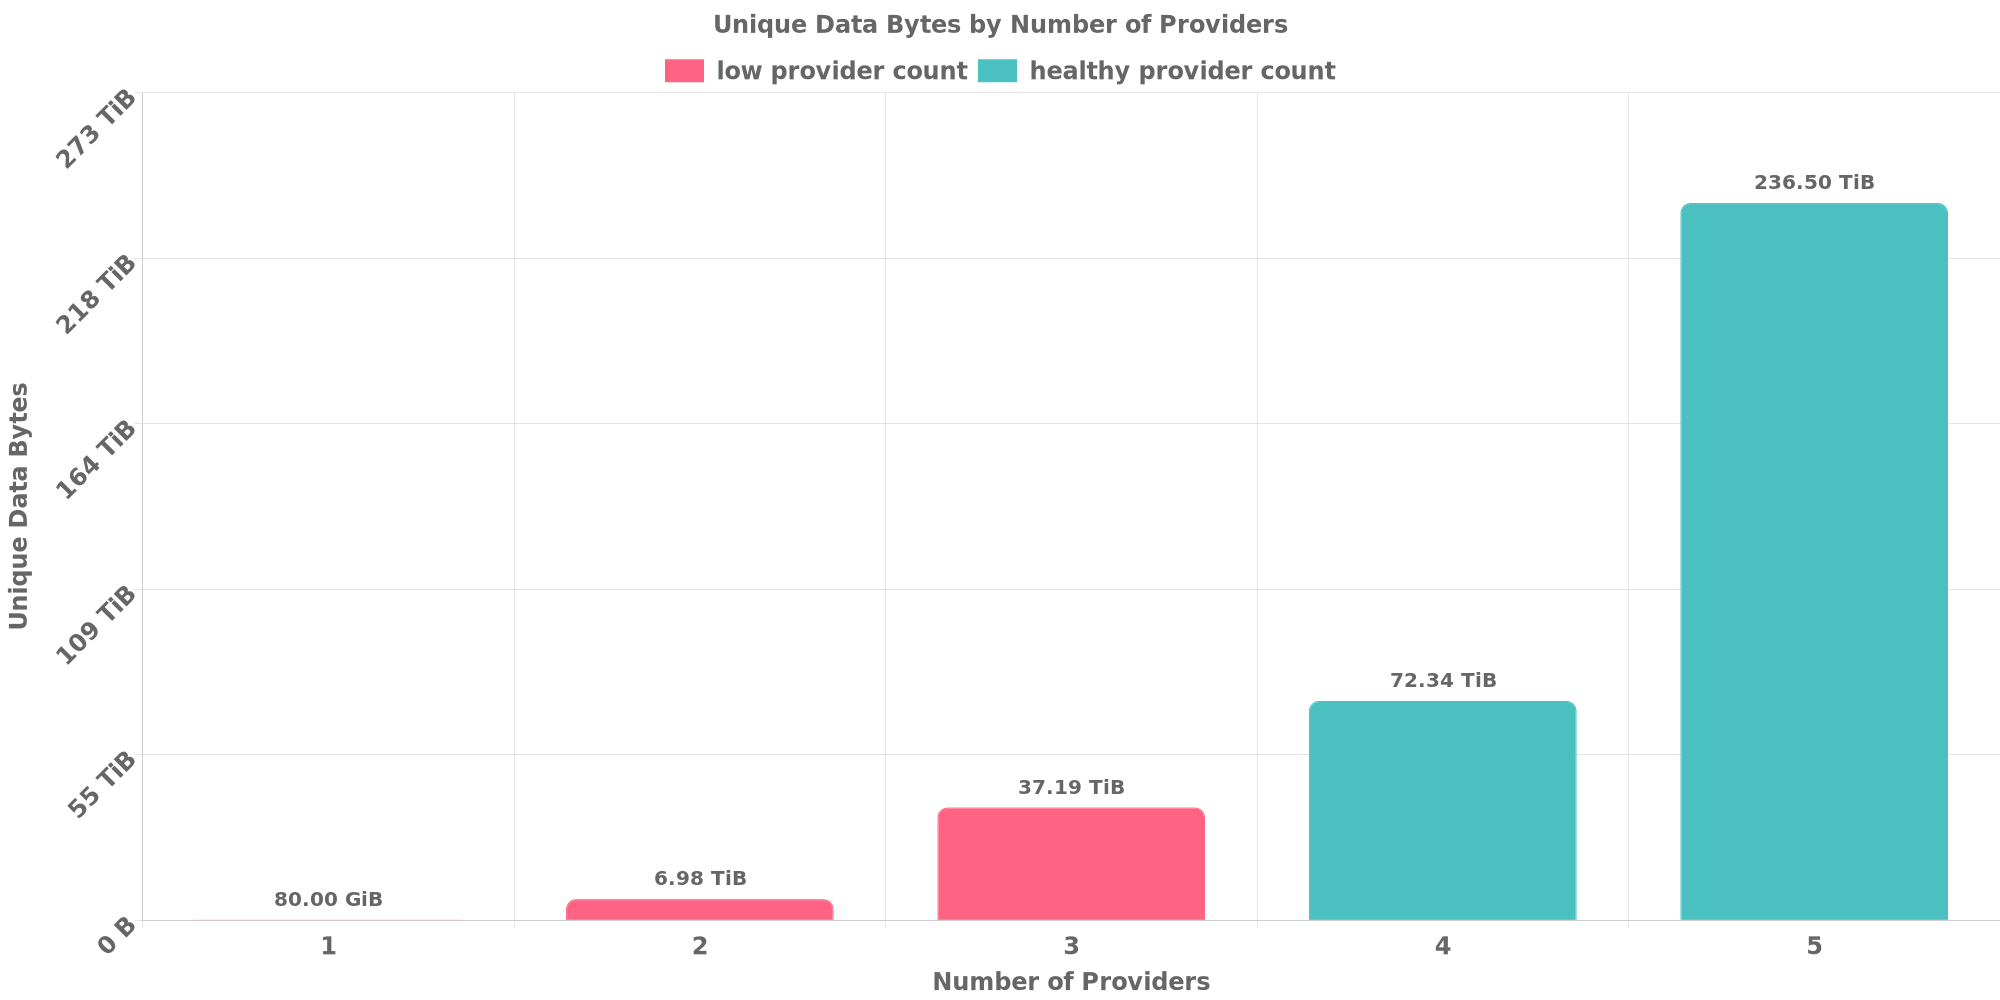 Unique Data Bytes by Number of Providers
low provider count
healthy provider count
273 TiB
218 TiB
164 TiB
109 TiB
55 TiB
0 B
Unique Data Bytes
80.00 GiB
6.98 TiB
37.19 TiB
72.34 TiB
236.50 TiB
1
2
3
4
5
Number of Providers